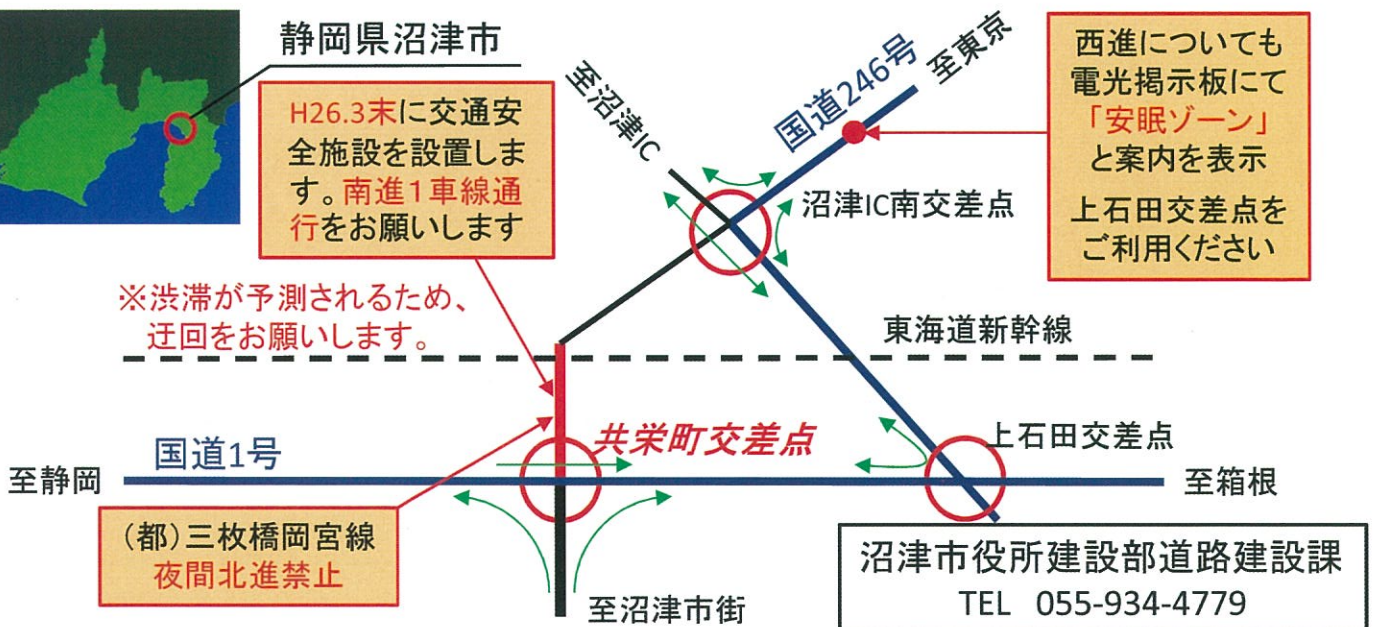 静岡県沼津市
H26.3末に交通安
全施設を設置しま
す。南進1車線通
行をお願いします
※渋滞が予測されるため、
迂回をお願いします。
至沼津IC
国道246号
至東京
沼津IC南交差点
西進についても
電光掲示板にて
「安眠ゾーン」
と案内を表示
上石田交差点を
ご利用ください
東海道新幹線
国道1号
共栄町交差点
上石田交差点
至静岡
至箱根
(都)三枚橋岡宮線
夜間北進禁止
至沼津市街
沼津市役所建設部道路建設課
TEL 055-934-4779